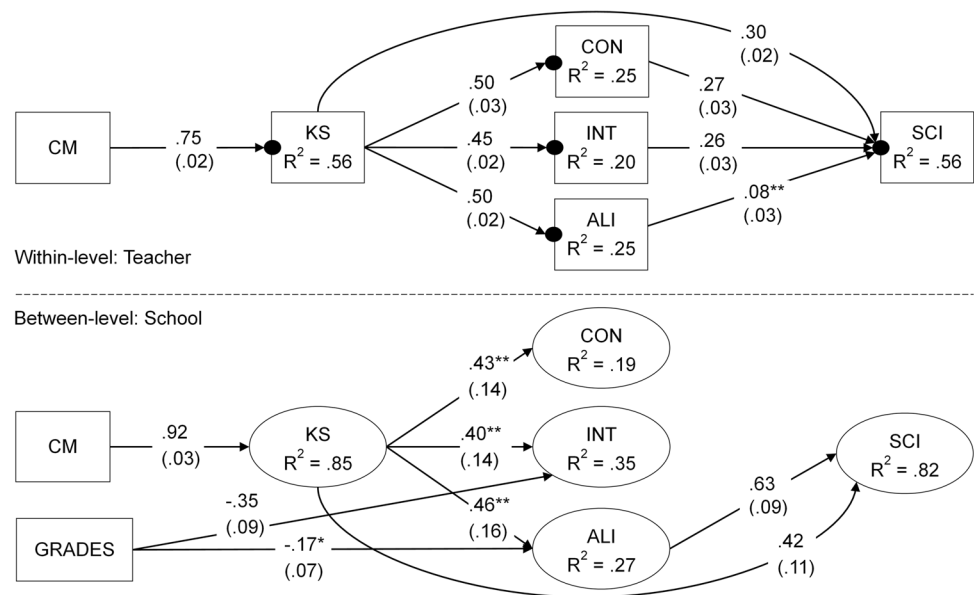 .30
(.02)
CON
R² = .25
.50
(.03)
.27
(.03)
CM
.75
(.02)
KS
R² = .56
.45
(.02)
INT
R² = .20
.26
(.03)
SCI
R² = .56
.50
(.02)
ALI
R² = .25
.08**
(.03)
Within-level: Teacher
Between-level: School
CON
R² = .19
.43**
(.14)
CM
.92
(.03)
KS
R² = .85
.40**
(.14)
INT
R² = .35
SCI
R² = .82
-.35
(.09)
.46**
(.16)
.63
(.09)
GRADES
-.17*
(.07)
ALI
R² = .27
.42
(.11)